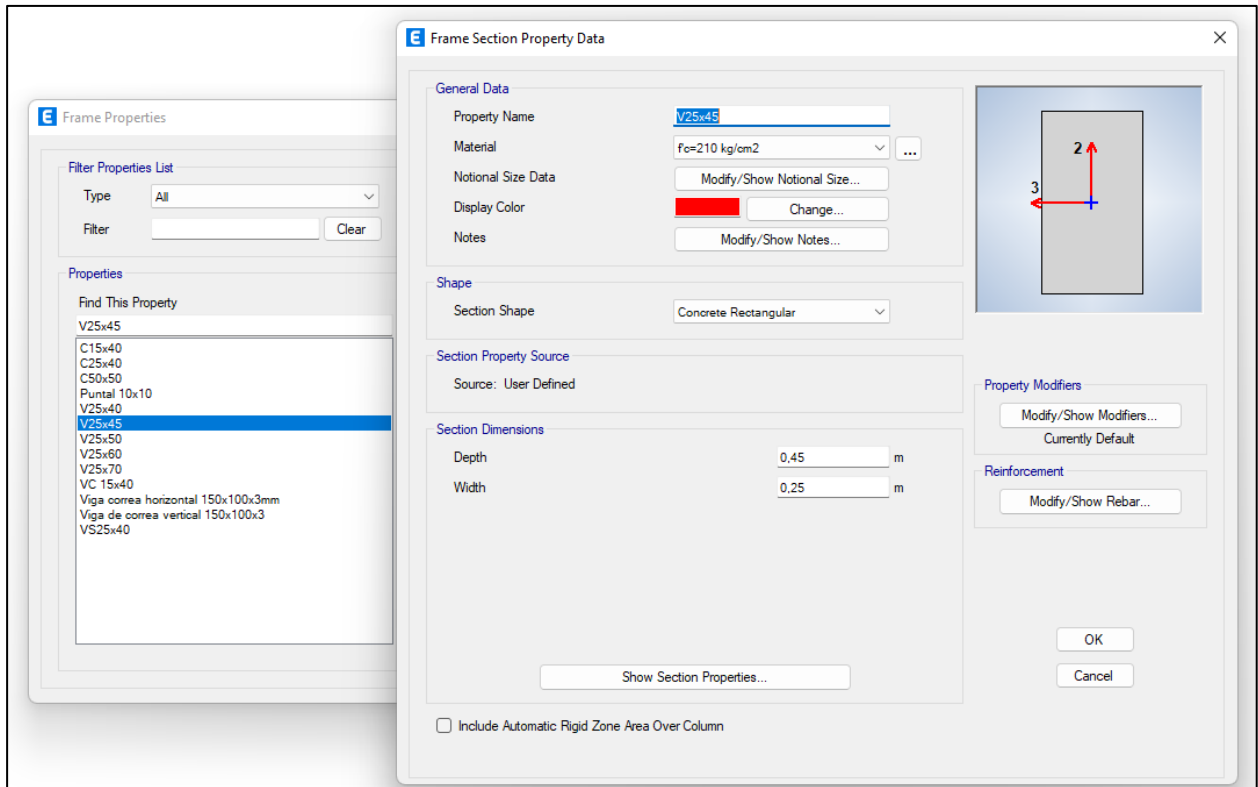 E Frame Properties
Filter Properties List
Type All
Filter Clear
Properties
Find This Property
V25x45
C15x40
C25x40
C50x50
Puntal 10x10
V25x40
V25x45
V25x50
V25x60
V25x70
VC 15x40
Viga correa horizontal 150x100x3mm
Viga de correa vertical 150x100x3
VS25x40
E Frame Section Property Data
General Data
Property Name V25x45
Material f'c=210 kg/cm2 ...
Notional Size Data Modify/Show Notional Size...
Display Color Change...
Notes Modify/Show Notes...
Shape
Section Shape Concrete Rectangular
Section Property Source
Source: User Defined
Section Dimensions
Depth 0,45 m
Width 0,25 m
Show Section Properties...
Include Automatic Rigid Zone Area Over Column
2
3
Property Modifiers
Modify/Show Modifiers...
Currently Default
Reinforcement
Modify/Show Rebar...
OK
Cancel